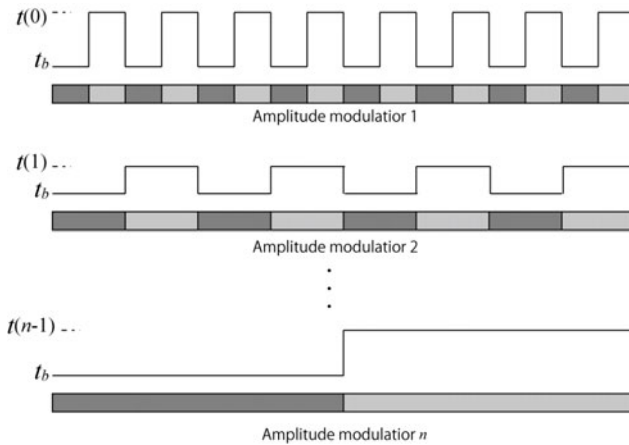 t(0)
t_b
Amplitude modulatior 1
t(1)
t_b
Amplitude modulatior 2
t(n-1)
t_b
Amplitude modulatior n